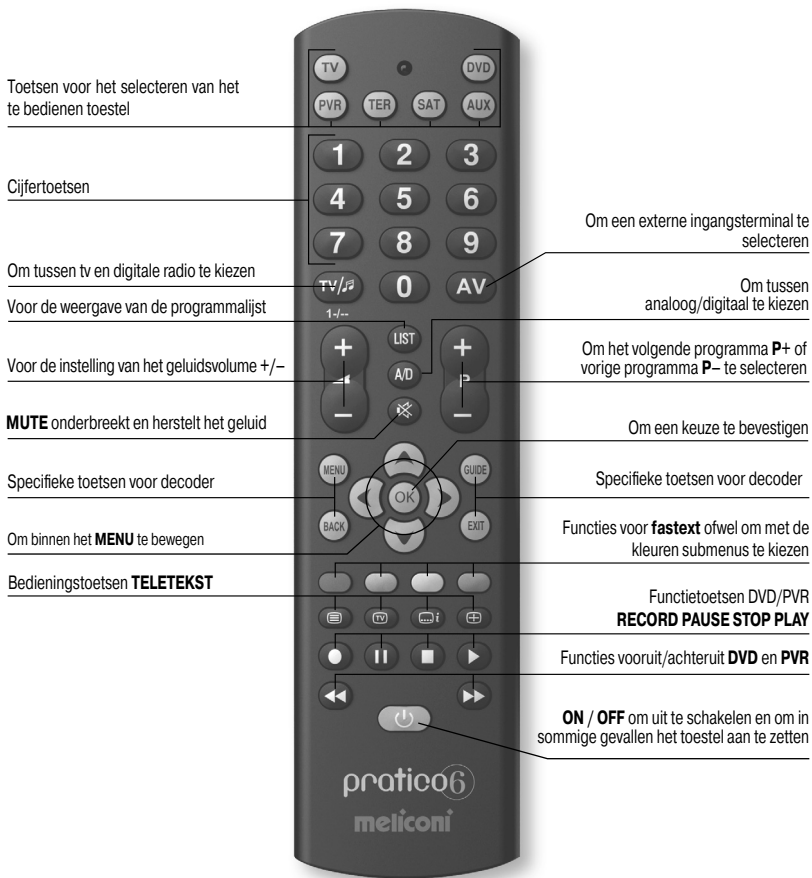 TV
DVD
PVR TER SAT AUX
Toetsen voor het selecteren van het
te bedienen toestel
1 2 3
Cijfertoetsen
4 5 6
7 8 9
Om een externe ingangsterminal te
selecteren
Om tussen tv en digitale radio te kiezen
TV/♫ 0 AV
1-/--
Om tussen
analoog/digitaal te kiezen
Voor de weergave van de programmalijst
LIST
Voor de instelling van het geluidsvolume +/–
+ +
A/D
P
– –
Om het volgende programma P+ of
vorige programma P– te selecteren
MUTE onderbreekt en herstelt het geluid
Om een keuze te bevestigen
MENU GUIDE
Specifieke toetsen voor decoder
OK
Specifieke toetsen voor decoder
BACK EXIT
Om binnen het MENU te bewegen
Functies voor fastext ofwel om met de
kleuren submenus te kiezen
Bedieningstoetsen TELETEKST
TV i
Functietoetsen DVD/PVR
RECORD PAUSE STOP PLAY
Functies vooruit/achteruit DVD en PVR
ON / OFF om uit te schakelen en om in
sommige gevallen het toestel aan te zetten
pratico6
meliconi